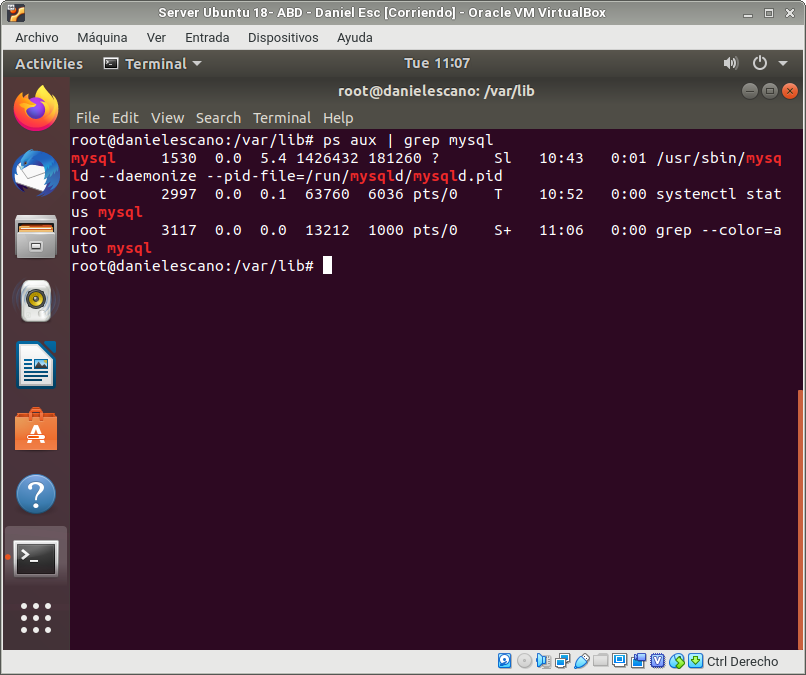 Server Ubuntu 18- ABD - Daniel Esc [Corriendo] - Oracle VM VirtualBox
Archivo Máquina Ver Entrada Dispositivos Ayuda
Activities Terminal Tue 11:07
root@danielescano: /var/lib
File Edit View Search Terminal Help
root@danielescano:/var/lib# ps aux | grep mysql
mysql     1530  0.0  5.4 1426432 181260 ?      Sl   10:43   0:01 /usr/sbin/mysq
ld --daemonize --pid-file=/run/mysqld/mysqld.pid
root      2997  0.0  0.1  63760  6036 pts/0    T    10:52   0:00 systemctl stat
us mysql
root      3117  0.0  0.0  13212  1000 pts/0    S+   11:06   0:00 grep --color=a
uto mysql
root@danielescano:/var/lib#
Ctrl Derecho